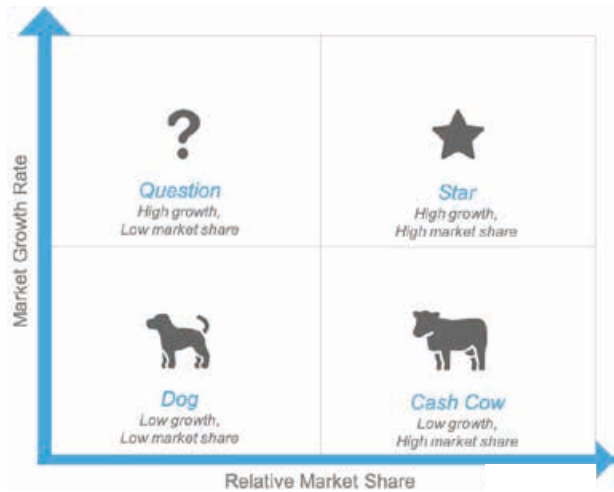 Market Growth Rate
?
Question
High growth,
Low market share
Star
High growth,
High market share
Dog
Low growth,
Low market share
Cash Cow
Low growth,
High market share
Relative Market Share